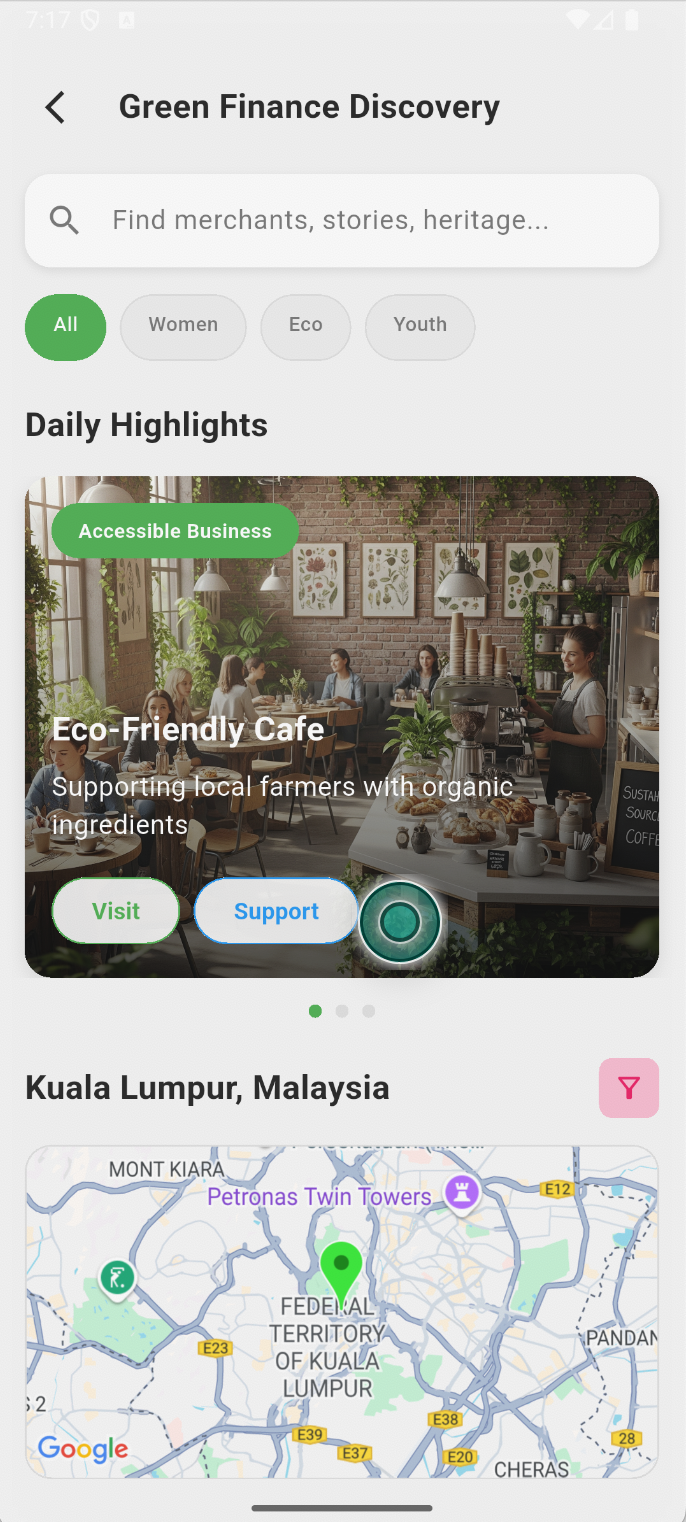 7:17
Green Finance Discovery
Find merchants, stories, heritage...
All
Women
Eco
Youth
Daily Highlights
Accessible Business
Eco-Friendly Cafe
Supporting local farmers with organic
ingredients
COFFE
Visit
Support
Kuala Lumpur, Malaysia
MONT KIARA
Petronas Twin Towers
E12
FEDERAL
TERRITORY
OF KUALA
LUMPUR
PANDAN
E23
2
E38
E39
28
E37
E20
Google
CHERAS